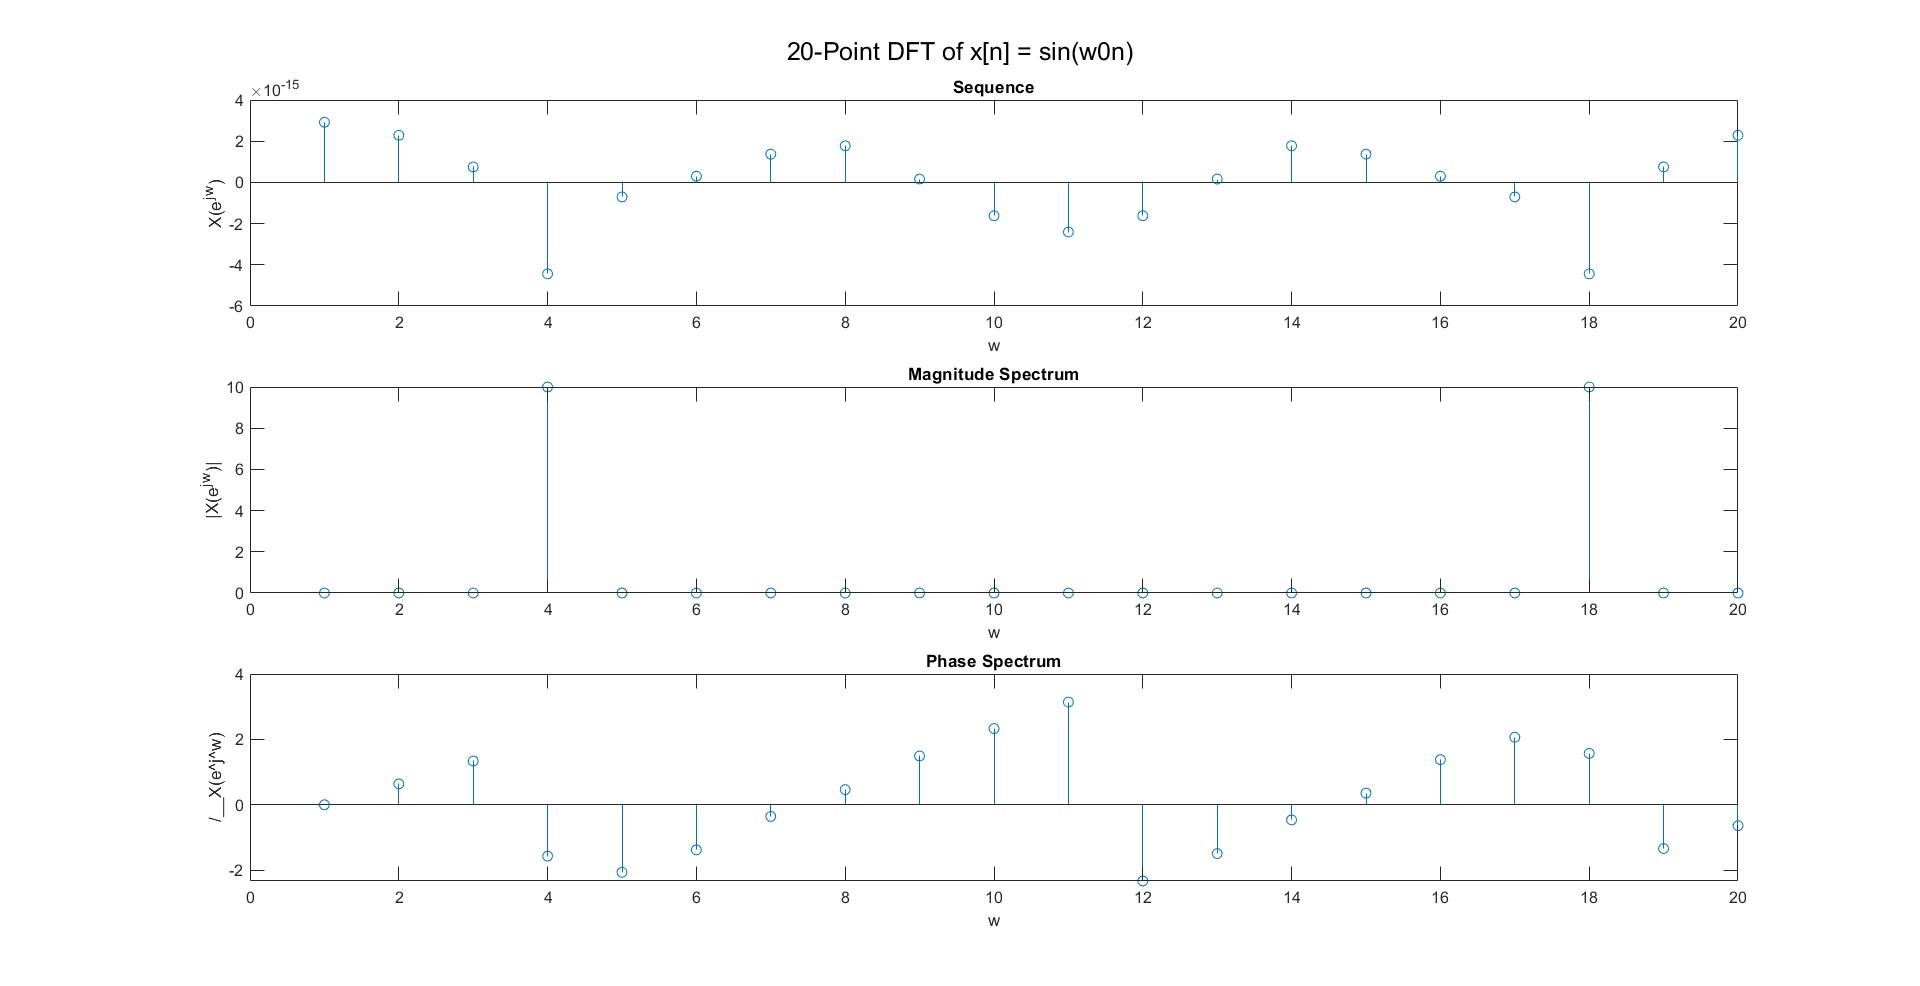 20-Point DFT of x[n] = sin(w0n)
Sequence
×10-15
4
2
0
-2
-4
-6
X(ejw)
0 2 4 6 8 10 12 14 16 18 20
w
Magnitude Spectrum
10
8
6
4
2
0
|X(ejw)|
0 2 4 6 8 10 12 14 16 18 20
w
Phase Spectrum
4
2
0
-2
/__X(e^j^w)
0 2 4 6 8 10 12 14 16 18 20
w